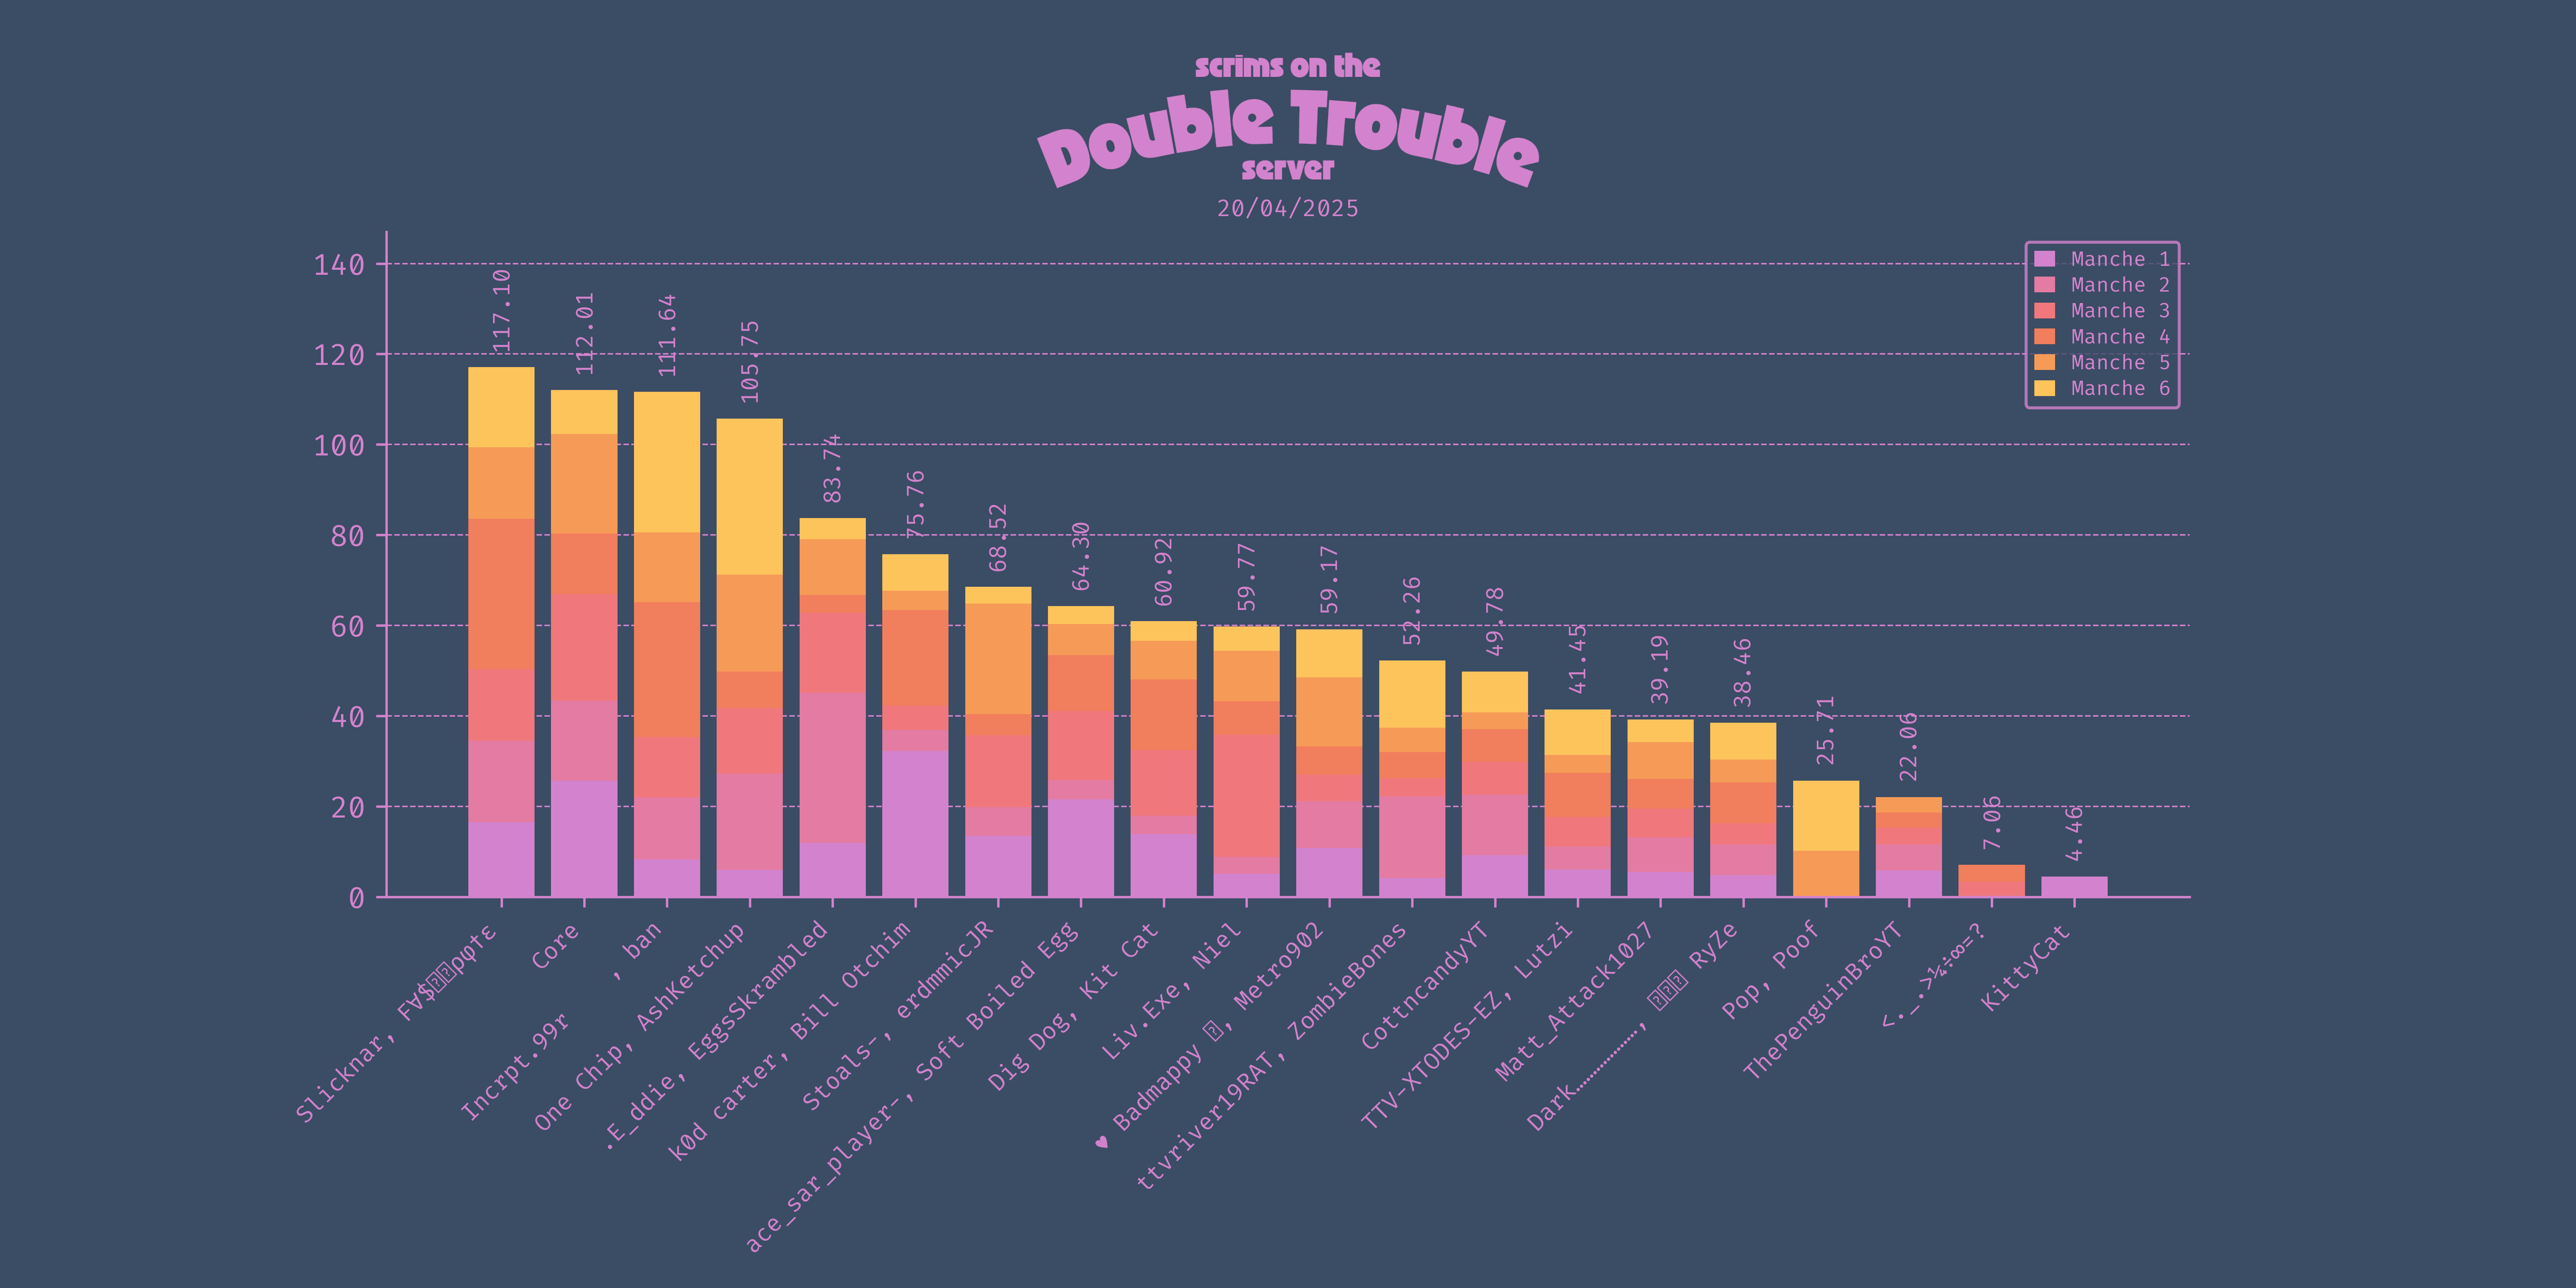 scrims on the
Double Trouble
server
20/04/2025
140
120
100
80
60
40
20
0
Manche 1
Manche 2
Manche 3
Manche 4
Manche 5
Manche 6
117.10
112.01
111.64
105.75
83.74
75.76
68.52
64.30
60.92
59.77
59.17
52.26
49.78
41.45
39.19
38.46
25.71
22.06
7.06
4.46
Slicknar,
Core
Incrpt.99r , ban
One Chip, AshKetchup
.E_ddie, EggsSkrambled
k0d carter, Bill Otchim
Stoals-, erdmmicJR
ace_sar_player-, Soft Boiled Egg
Dig Dog, Kit Cat
Liv.Exe, Niel
♥ Badmappy , Metro902
ttvriver19RAT, ZombieBones
CottncandyYT
TTV-XTODES-EZ, Lutzi
Matt_Attack1027
Dark……………, RyZe
Pop, Poof
ThePenguinBroYT
<._.>¼÷∞=?
KittyCat